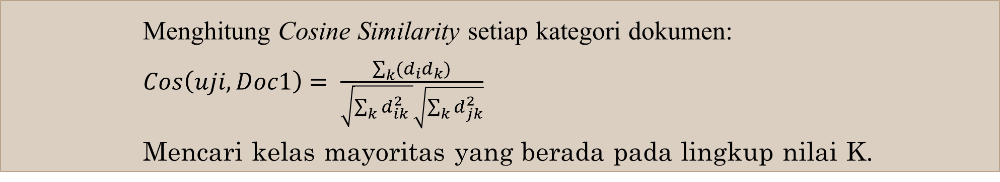 Menghitung Cosine Similarity setiap kategori dokumen:
Cos(uji, Doc1) = \frac{\sum_k (d_i d_k)}{\sqrt{\sum_k d_{ik}^2} \sqrt{\sum_k d_{jk}^2}}
Mencari kelas mayoritas yang berada pada lingkup nilai K.